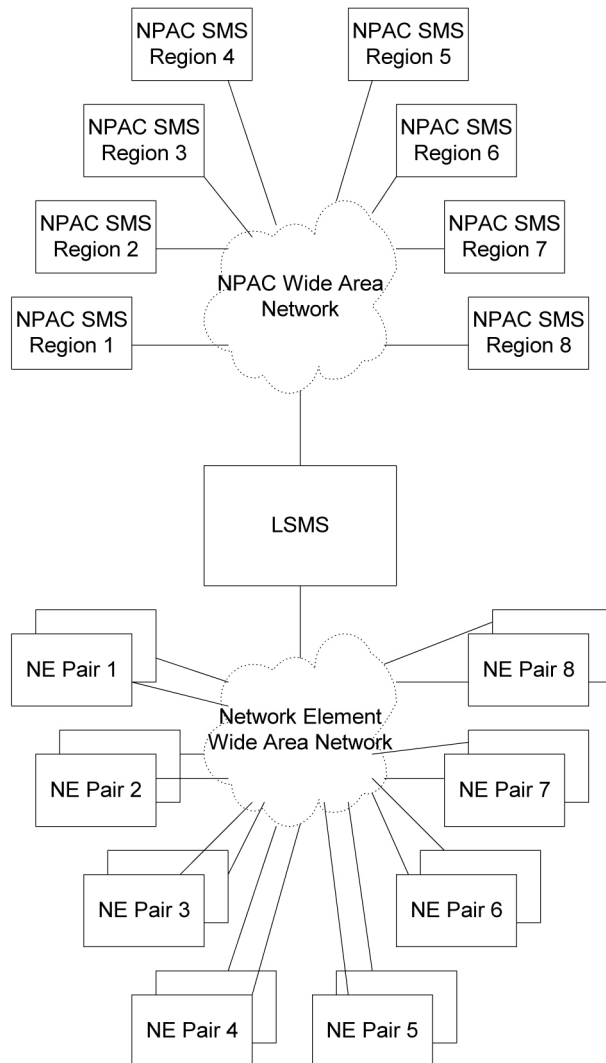 NPAC SMS
Region 4
NPAC SMS
Region 5
NPAC SMS
Region 3
NPAC SMS
Region 6
NPAC SMS
Region 2
NPAC SMS
Region 7
NPAC Wide Area
Network
NPAC SMS
Region 1
NPAC SMS
Region 8
LSMS
NE Pair 1
NE Pair 8
Network Element
Wide Area Network
NE Pair 2
NE Pair 7
NE Pair 3
NE Pair 6
NE Pair 4
NE Pair 5